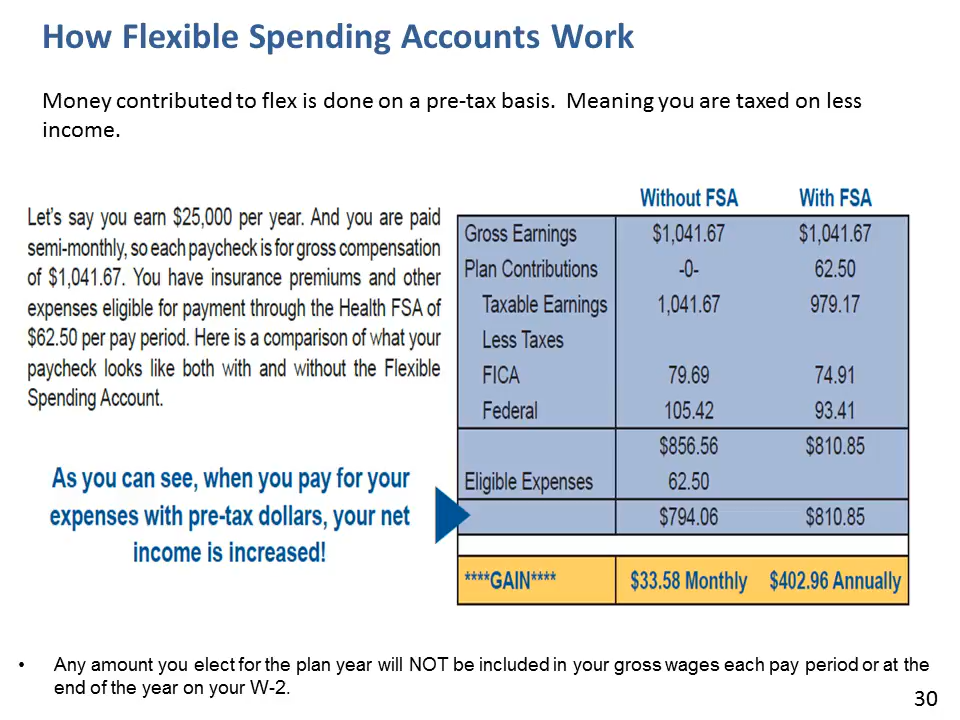 How Flexible Spending Accounts Work
Money contributed to flex is done on a pre-tax basis.  Meaning you are taxed on less
income.
Let's say you earn $25,000 per year. And you are paid
semi-monthly, so each paycheck is for gross compensation
of $1,041.67. You have insurance premiums and other
expenses eligible for payment through the Health FSA of
$62.50 per pay period. Here is a comparison of what your
paycheck looks like both with and without the Flexible
Spending Account.
As you can see, when you pay for your
expenses with pre-tax dollars, your net
income is increased!
Without FSA With FSA
Gross Earnings $1,041.67 $1,041.67
Plan Contributions -0- 62.50
Taxable Earnings 1,041.67 979.17
Less Taxes
FICA 79.69 74.91
Federal 105.42 93.41
$856.56 $810.85
Eligible Expenses 62.50
$794.06 $810.85
****GAIN**** $33.58 Monthly $402.96 Annually
• Any amount you elect for the plan year will NOT be included in your gross wages each pay period or at the
end of the year on your W-2.
30